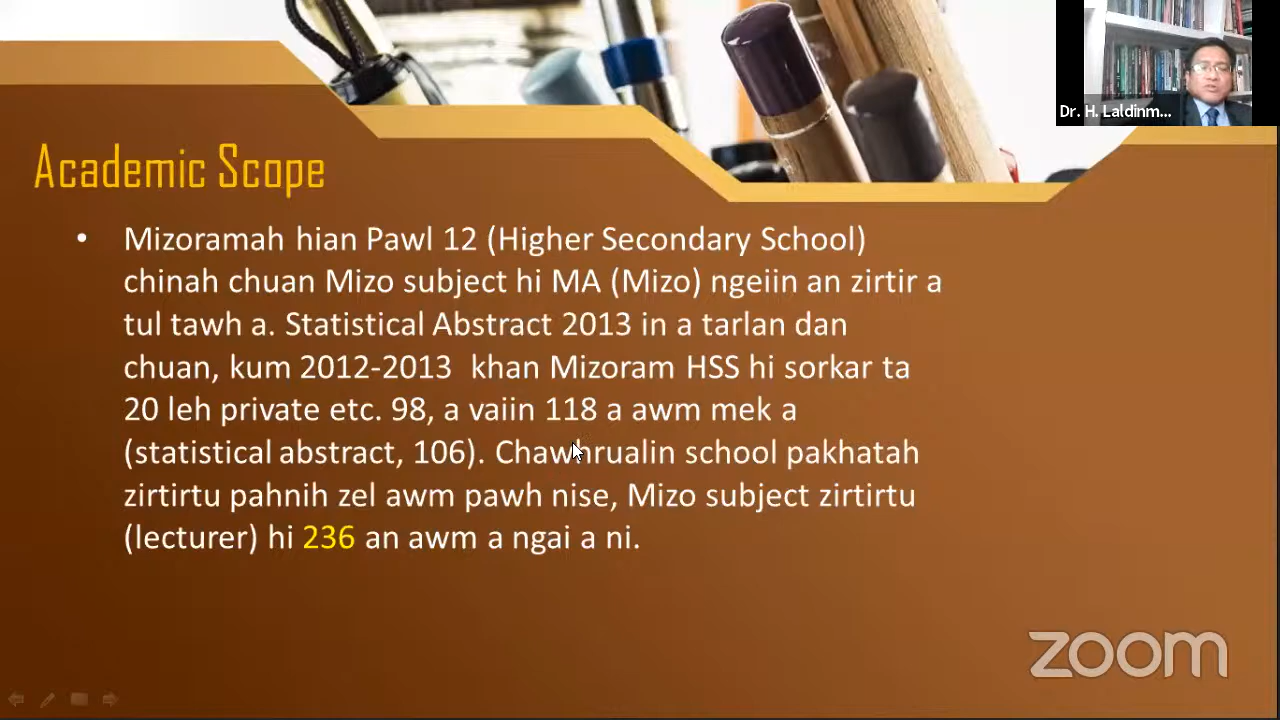 Dr. H. Laldinm...
Academic Scope
• Mizoramah hian Pawl 12 (Higher Secondary School)
chinah chuan Mizo subject hi MA (Mizo) ngeiin an zirtir a
tul tawh a. Statistical Abstract 2013 in a tarlan dan
chuan, kum 2012-2013 khan Mizoram HSS hi sorkar ta
20 leh private etc. 98, a vaiin 118 a awm mek a
(statistical abstract, 106). Chawhrualin school pakhatah
zirtirtu pahnih zel awm pawh nise, Mizo subject zirtirtu
(lecturer) hi 236 an awm a ngai a ni.
zoom